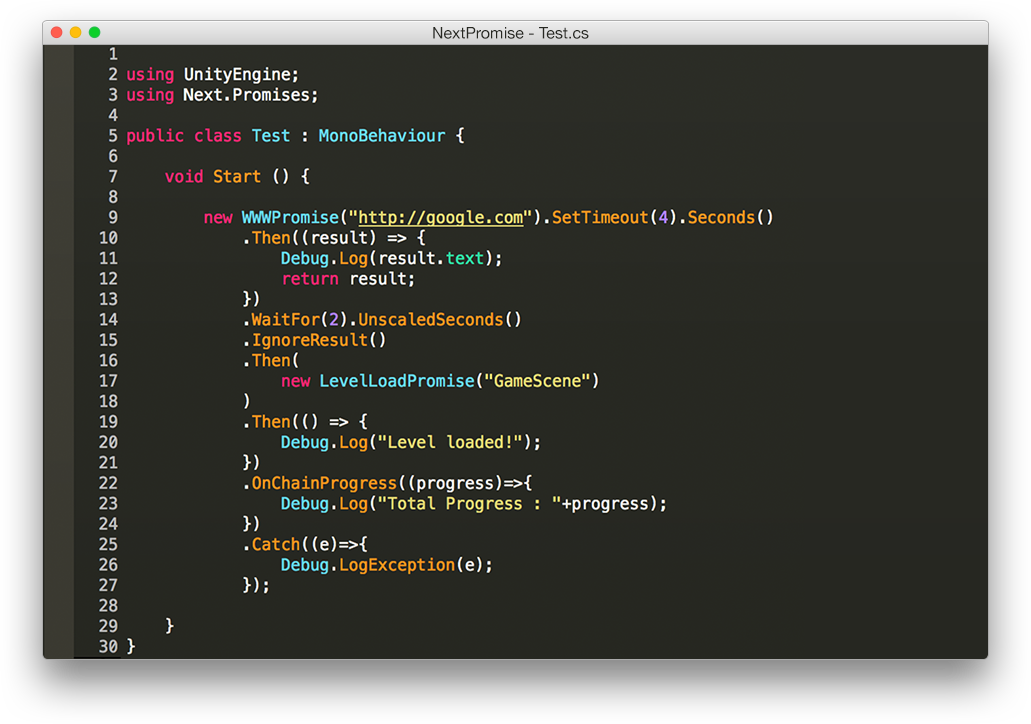 NextPromise - Test.cs
1
2 using UnityEngine;
3 using Next.Promises;
4
5 public class Test : MonoBehaviour {
6
7     void Start () {
8
9         new WWWPromise("http://google.com").SetTimeout(4).Seconds()
10             .Then((result) => {
11                 Debug.Log(result.text);
12                 return result;
13             })
14             .WaitFor(2).UnscaledSeconds()
15             .IgnoreResult()
16             .Then(
17                 new LevelLoadPromise("GameScene")
18             )
19             .Then(() => {
20                 Debug.Log("Level loaded!");
21             })
22             .OnChainProgress((progress)=>{
23                 Debug.Log("Total Progress : "+progress);
24             })
25             .Catch((e)=>{
26                 Debug.LogException(e);
27             });
28
29     }
30 }